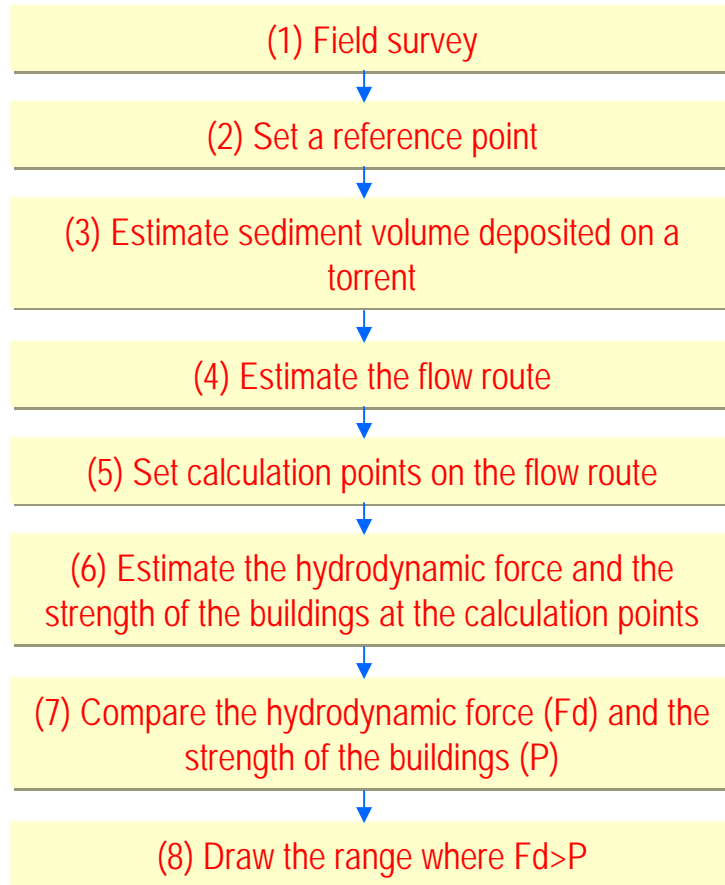 (1) Field survey
(2) Set a reference point
(3) Estimate sediment volume deposited on a
torrent
(4) Estimate the flow route
(5) Set calculation points on the flow route
(6) Estimate the hydrodynamic force and the
strength of the buildings at the calculation points
(7) Compare the hydrodynamic force (Fd) and the
strength of the buildings (P)
(8) Draw the range where Fd>P